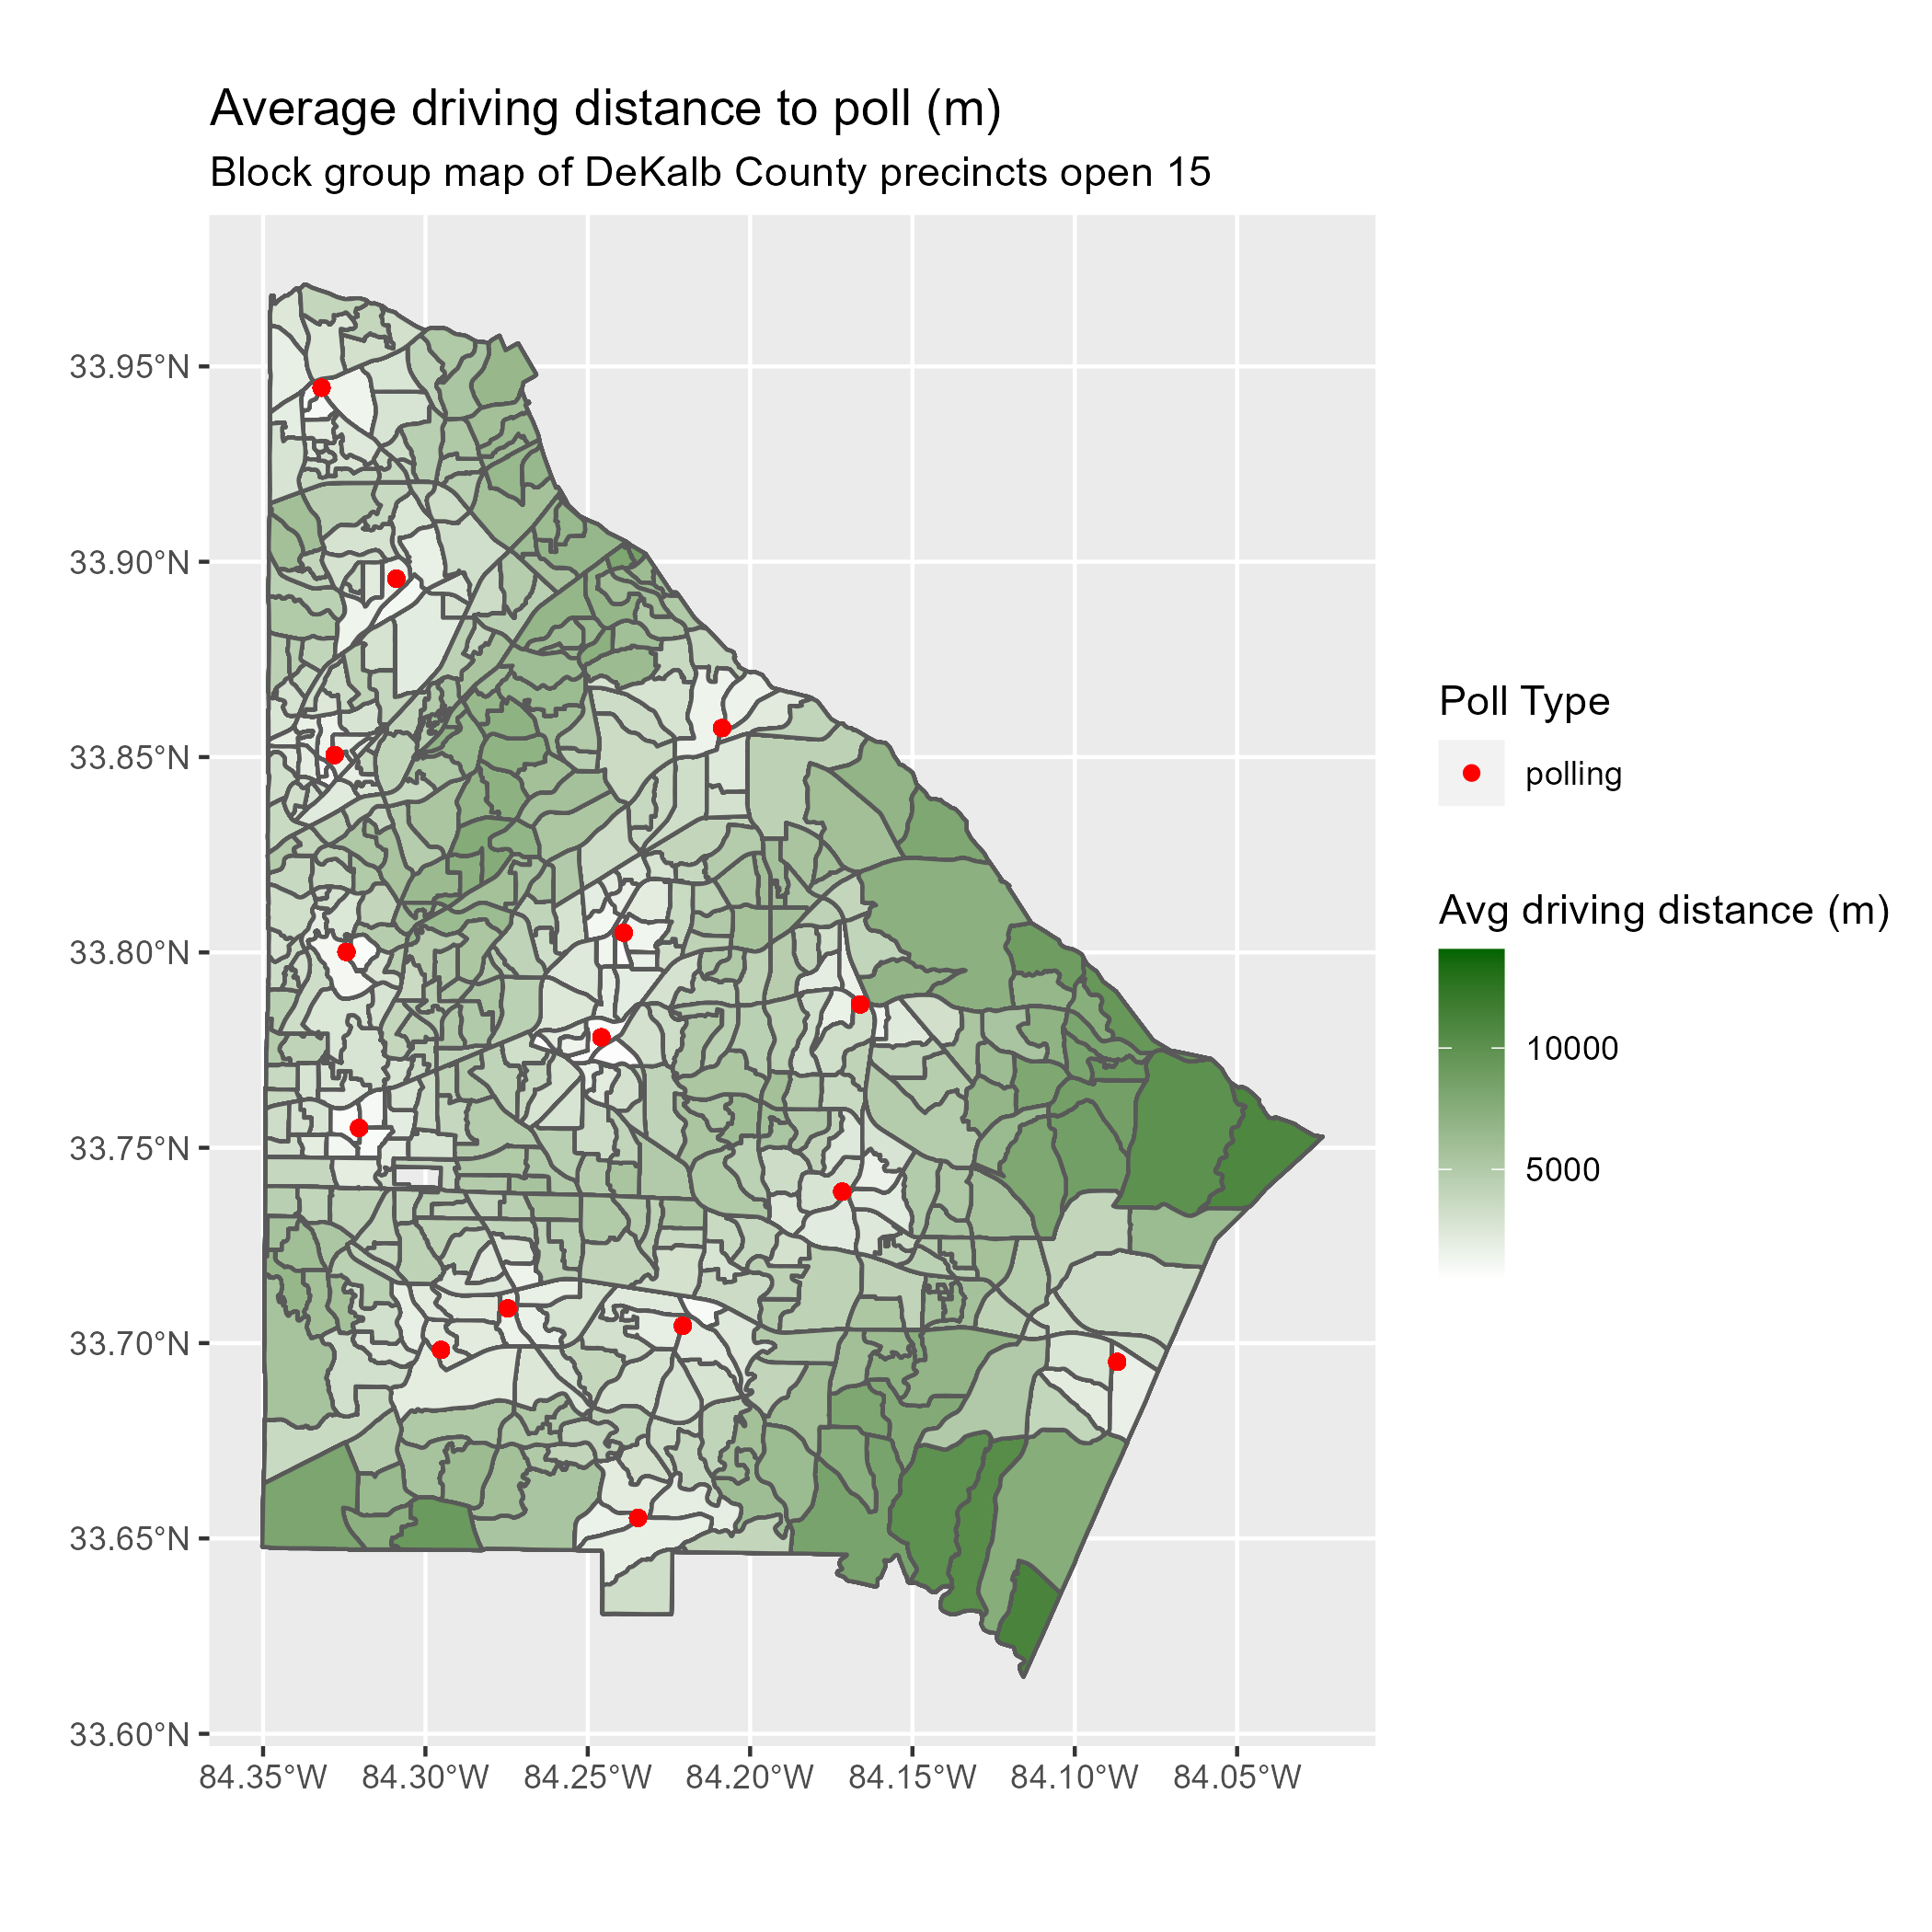 Average driving distance to poll (m)
Block group map of DeKalb County precincts open 15
33.95°N
33.90°N
33.85°N
33.80°N
33.75°N
33.70°N
33.65°N
33.60°N
84.35°W 84.30°W 84.25°W 84.20°W 84.15°W 84.10°W 84.05°W
Poll Type
polling
Avg driving distance (m)
10000
5000